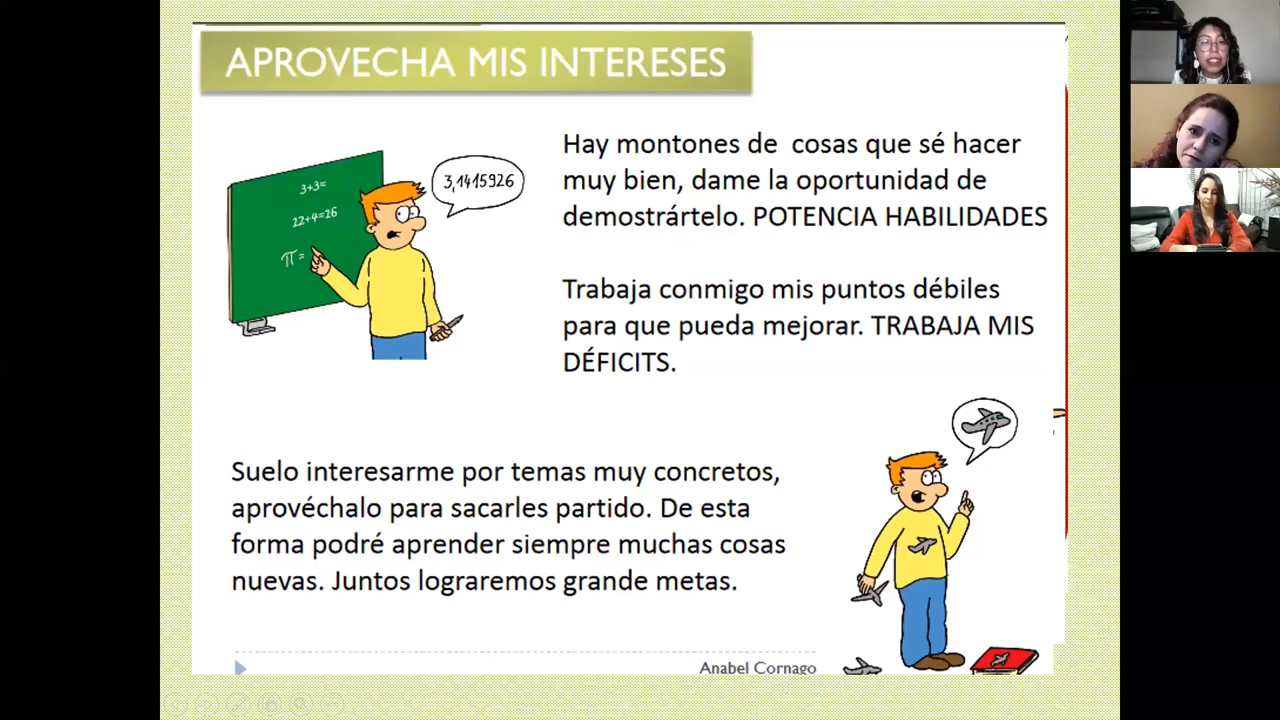 APROVECHA MIS INTERESES
3+3=
22+4=26
π=
3,1415926
Hay montones de cosas que sé hacer
muy bien, dame la oportunidad de
demostrártelo. POTENCIA HABILIDADES
Trabaja conmigo mis puntos débiles
para que pueda mejorar. TRABAJA MIS
DÉFICITS.
Suelo interesarme por temas muy concretos,
aprovéchalo para sacarles partido. De esta
forma podré aprender siempre muchas cosas
nuevas. Juntos lograremos grande metas.
Anabel Cornago